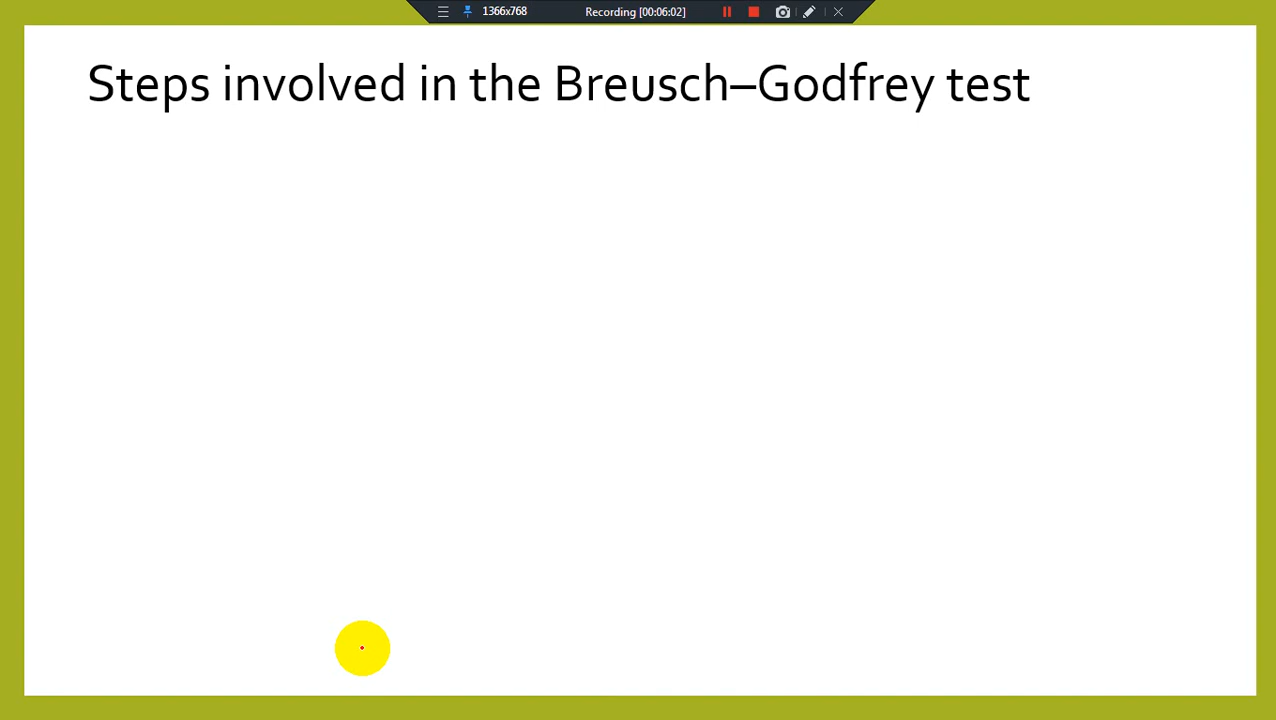 1366x768 Recording [00:06:02]
Steps involved in the Breusch–Godfrey test